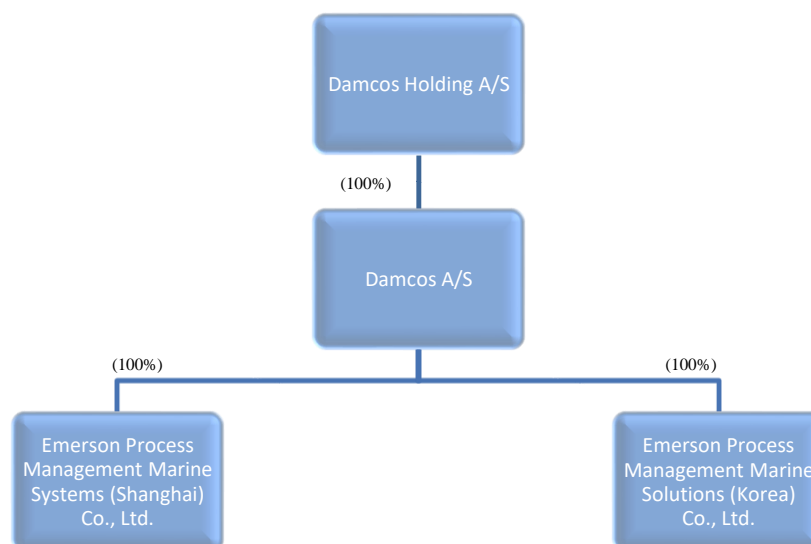 Damcos Holding A/S
(100%)
Damcos A/S
(100%)
(100%)
Emerson Process
Management Marine
Systems (Shanghai)
Co., Ltd.
Emerson Process
Management Marine
Solutions (Korea)
Co., Ltd.